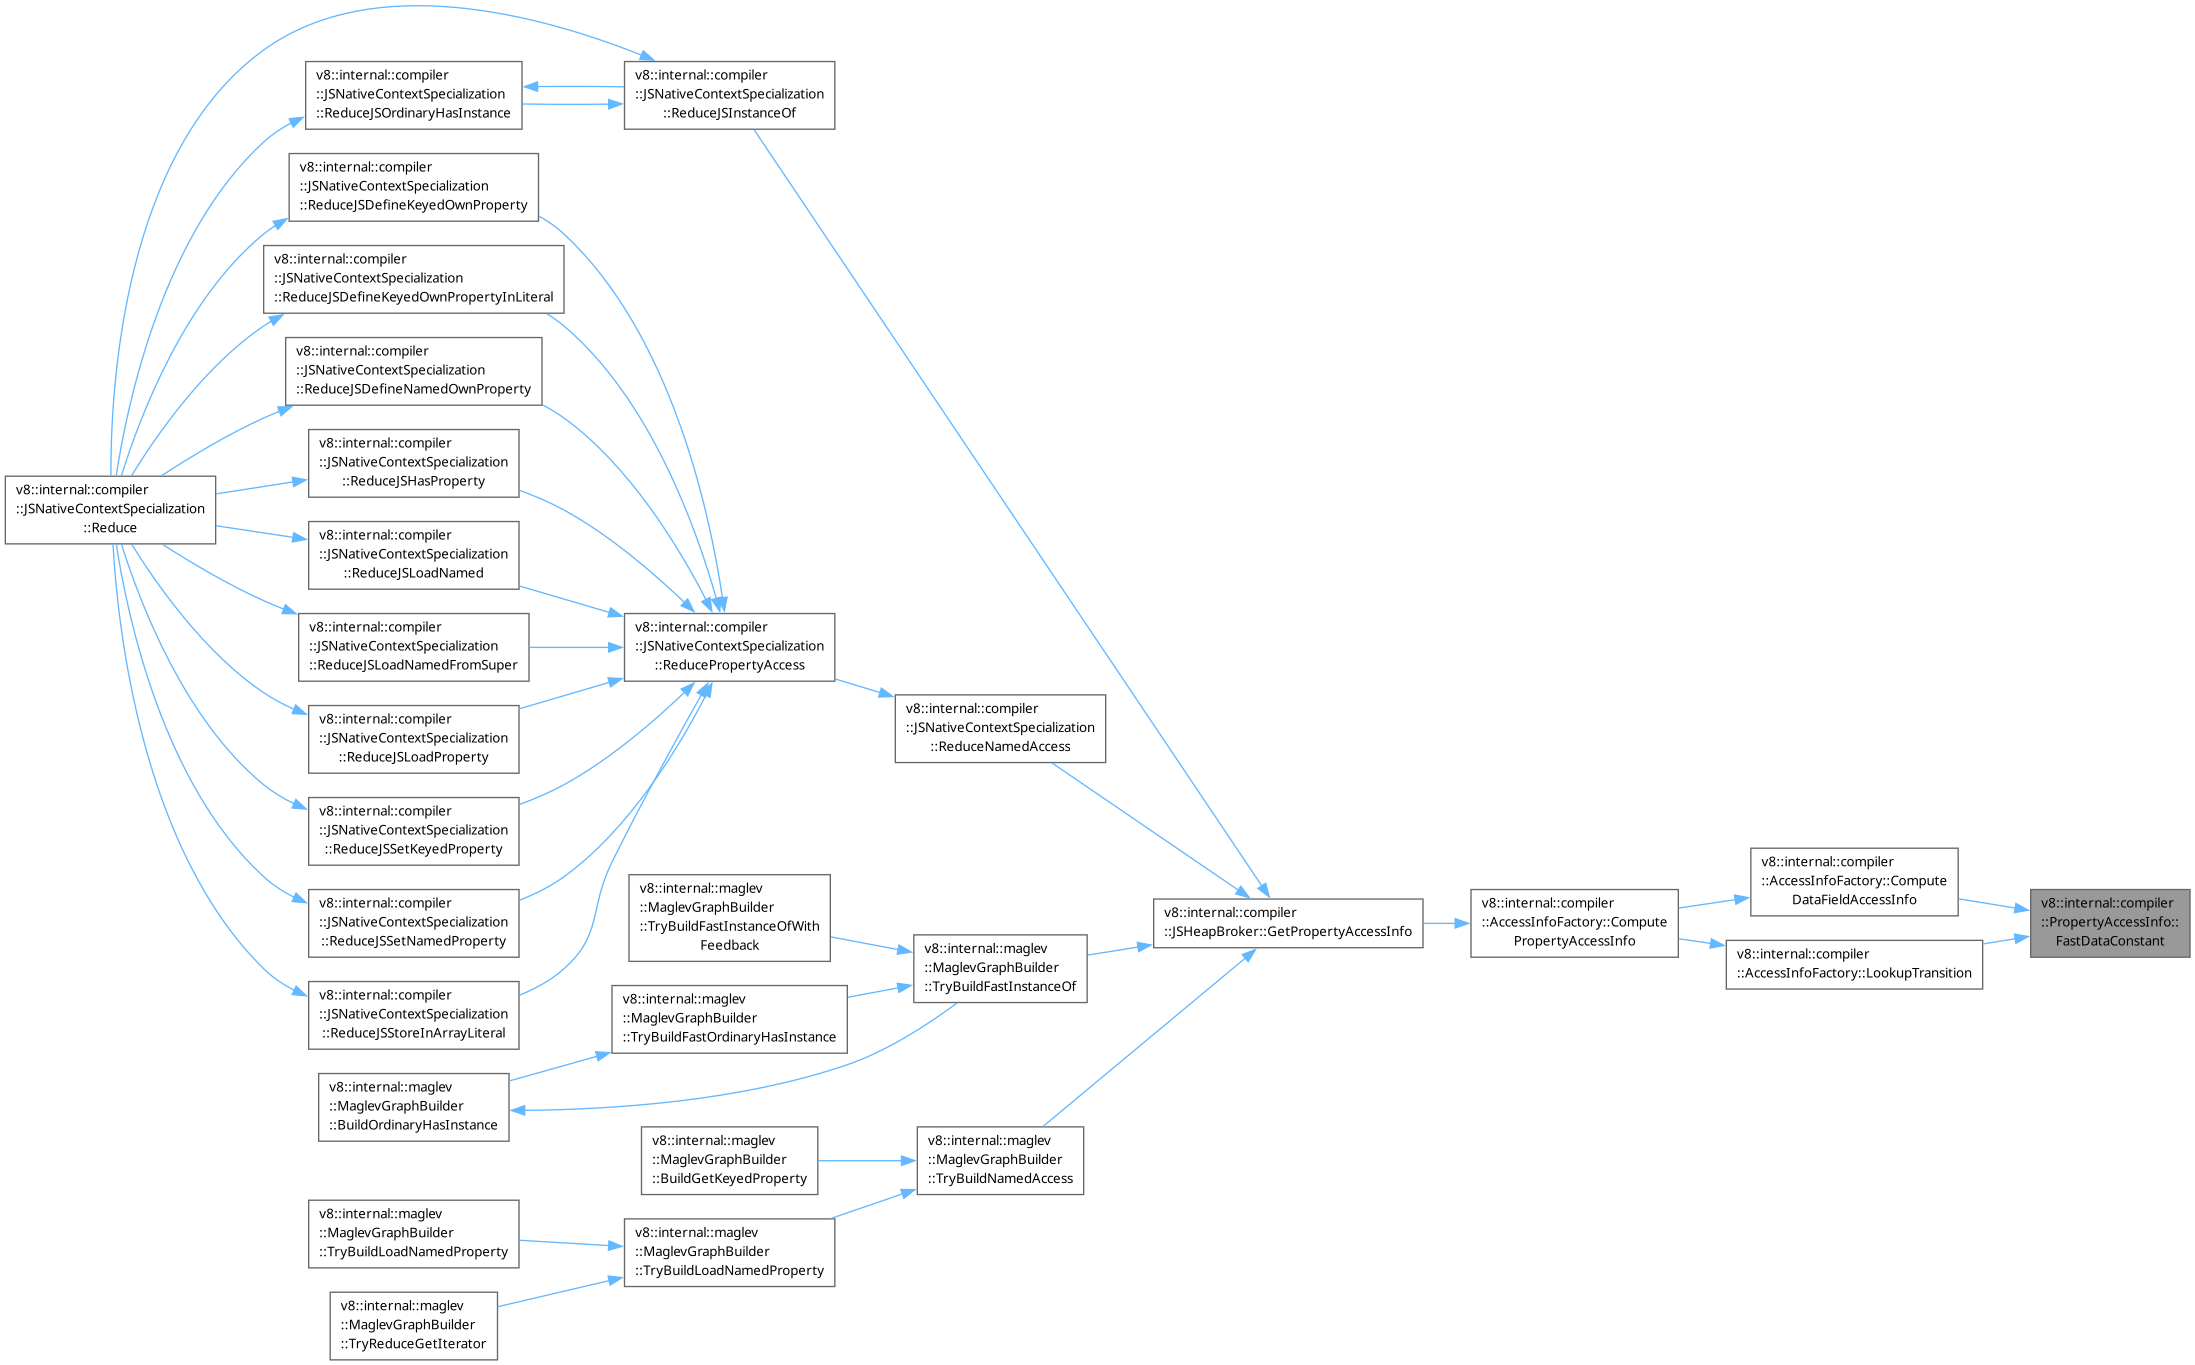 v8::internal::compiler
::JSNativeContextSpecialization
::Reduce
v8::internal::compiler
::JSNativeContextSpecialization
::ReduceJSOrdinaryHasInstance
v8::internal::compiler
::JSNativeContextSpecialization
::ReduceJSDefineKeyedOwnProperty
v8::internal::compiler
::JSNativeContextSpecialization
::ReduceJSDefineKeyedOwnPropertyInLiteral
v8::internal::compiler
::JSNativeContextSpecialization
::ReduceJSDefineNamedOwnProperty
v8::internal::compiler
::JSNativeContextSpecialization
::ReduceJSHasProperty
v8::internal::compiler
::JSNativeContextSpecialization
::ReduceJSLoadNamed
v8::internal::compiler
::JSNativeContextSpecialization
::ReduceJSLoadNamedFromSuper
v8::internal::compiler
::JSNativeContextSpecialization
::ReduceJSLoadProperty
v8::internal::compiler
::JSNativeContextSpecialization
::ReduceJSSetKeyedProperty
v8::internal::compiler
::JSNativeContextSpecialization
::ReduceJSSetNamedProperty
v8::internal::compiler
::JSNativeContextSpecialization
::ReduceJSStoreInArrayLiteral
v8::internal::maglev
::MaglevGraphBuilder
::BuildOrdinaryHasInstance
v8::internal::maglev
::MaglevGraphBuilder
::TryBuildLoadNamedProperty
v8::internal::maglev
::MaglevGraphBuilder
::TryReduceGetIterator
v8::internal::compiler
::JSNativeContextSpecialization
::ReduceJSInstanceOf
v8::internal::compiler
::JSNativeContextSpecialization
::ReducePropertyAccess
v8::internal::maglev
::MaglevGraphBuilder
::TryBuildFastInstanceOfWith
Feedback
v8::internal::maglev
::MaglevGraphBuilder
::TryBuildFastOrdinaryHasInstance
v8::internal::maglev
::MaglevGraphBuilder
::BuildGetKeyedProperty
v8::internal::maglev
::MaglevGraphBuilder
::TryBuildLoadNamedProperty
v8::internal::compiler
::JSNativeContextSpecialization
::ReduceNamedAccess
v8::internal::maglev
::MaglevGraphBuilder
::TryBuildFastInstanceOf
v8::internal::maglev
::MaglevGraphBuilder
::TryBuildNamedAccess
v8::internal::compiler
::JSHeapBroker::GetPropertyAccessInfo
v8::internal::compiler
::AccessInfoFactory::Compute
PropertyAccessInfo
v8::internal::compiler
::AccessInfoFactory::Compute
DataFieldAccessInfo
v8::internal::compiler
::AccessInfoFactory::LookupTransition
v8::internal::compiler
::PropertyAccessInfo::
FastDataConstant